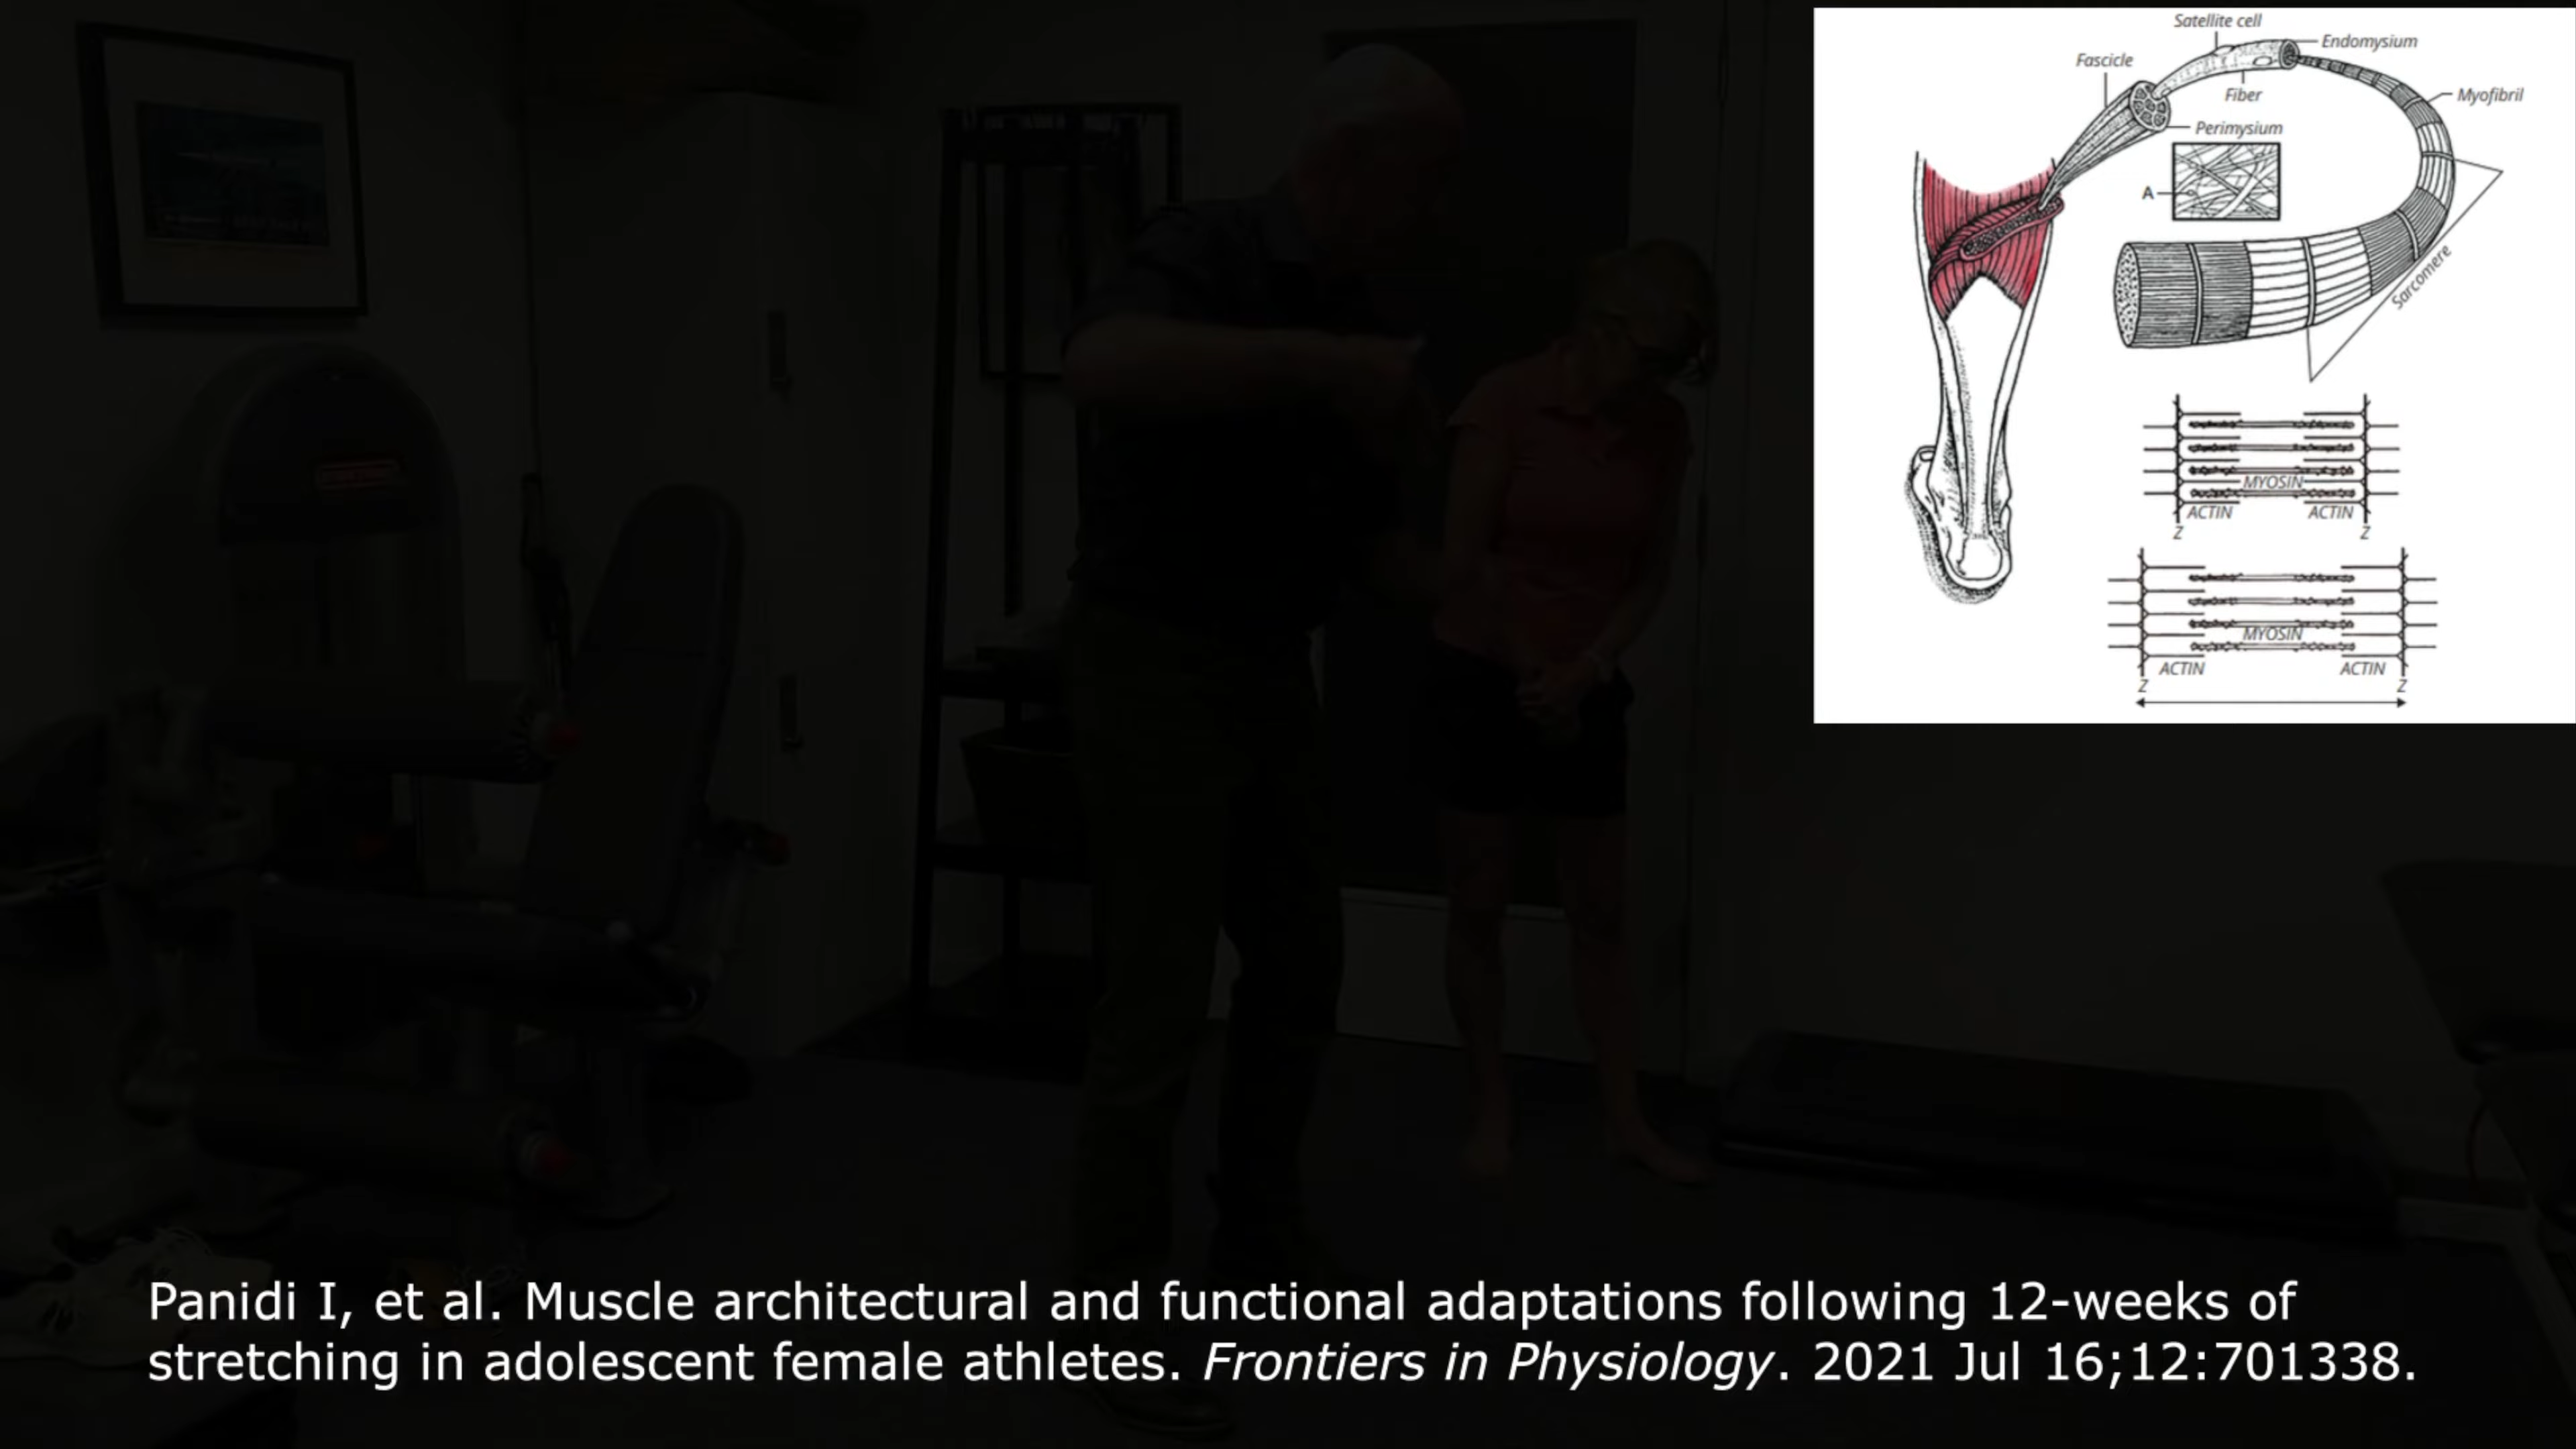 Satellite cell
Endomysium
Fascicle
Fiber
Myofibril
Perimysium
A
Sarcomere
MYOSIN
ACTIN ACTIN
Z Z
MYOSIN
ACTIN ACTIN
Z Z
Panidi I, et al. Muscle architectural and functional adaptations following 12-weeks of
stretching in adolescent female athletes. Frontiers in Physiology. 2021 Jul 16;12:701338.